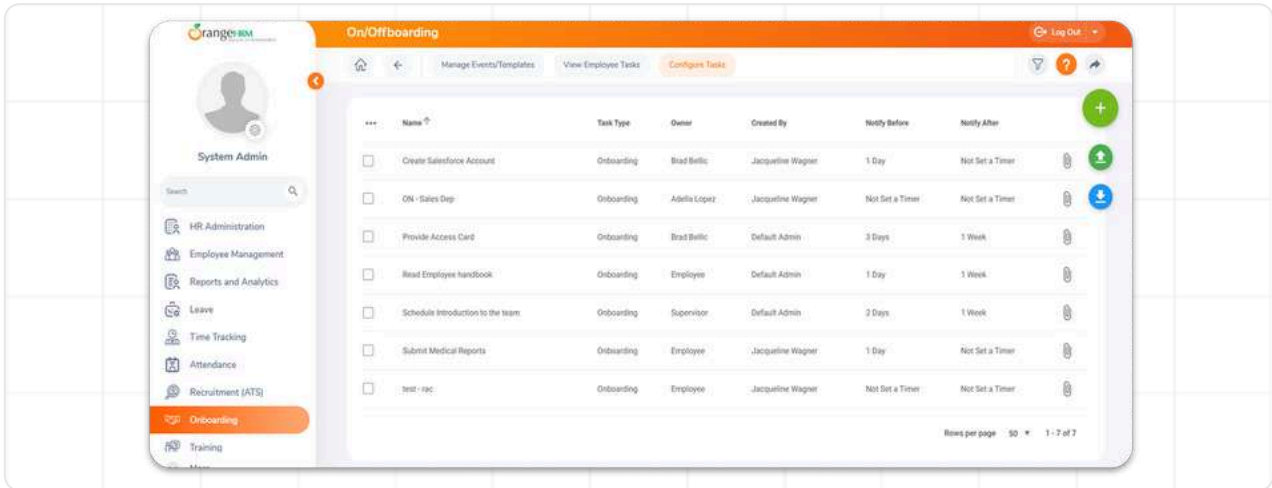 OrangeHRM
On/Offboarding
Log Out
Manage Events/Templates
View Employee Tasks
Configure Tasks
?
System Admin
Search
HR Administration
Employee Management
Reports and Analytics
Leave
Time Tracking
Attendance
Recruitment (ATS)
Onboarding
Training
More
Name Task Type Owner Created By Notify Before Notify After
Create Salesforce Account Onboarding Brad Bellic Jacqueline Wagner 1 Day Not Set a Timer
ON - Sales Dep Onboarding Adelia Lopez Jacqueline Wagner Not Set a Timer Not Set a Timer
Provide Access Card Onboarding Brad Bellic Default Admin 3 Days 1 Week
Read Employee handbook Onboarding Employee Default Admin 1 Day 1 Week
Schedule Introduction to the team Onboarding Supervisor Default Admin 2 Days 1 Week
Submit Medical Reports Onboarding Employee Jacqueline Wagner 1 Day Not Set a Timer
test - rac Onboarding Employee Jacqueline Wagner Not Set a Timer Not Set a Timer
Rows per page 50 1 - 7 of 7